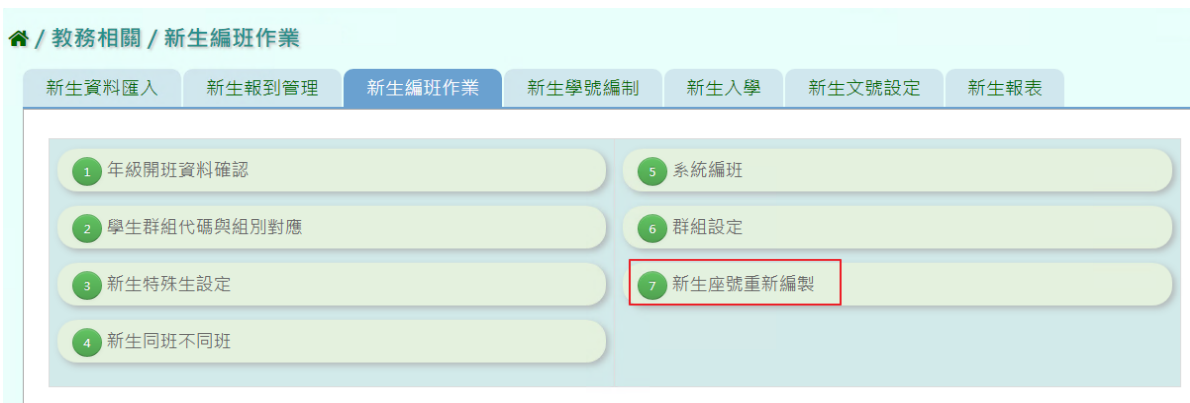 / 教務相關 / 新生編班作業
新生資料匯入 新生報到管理 新生編班作業 新生學號編制 新生入學 新生文號設定 新生報表
1 年級開班資料確認
2 學生群組代碼與組別對應
3 新生特殊生設定
4 新生同班不同班
5 系統編班
6 群組設定
7 新生座號重新編製